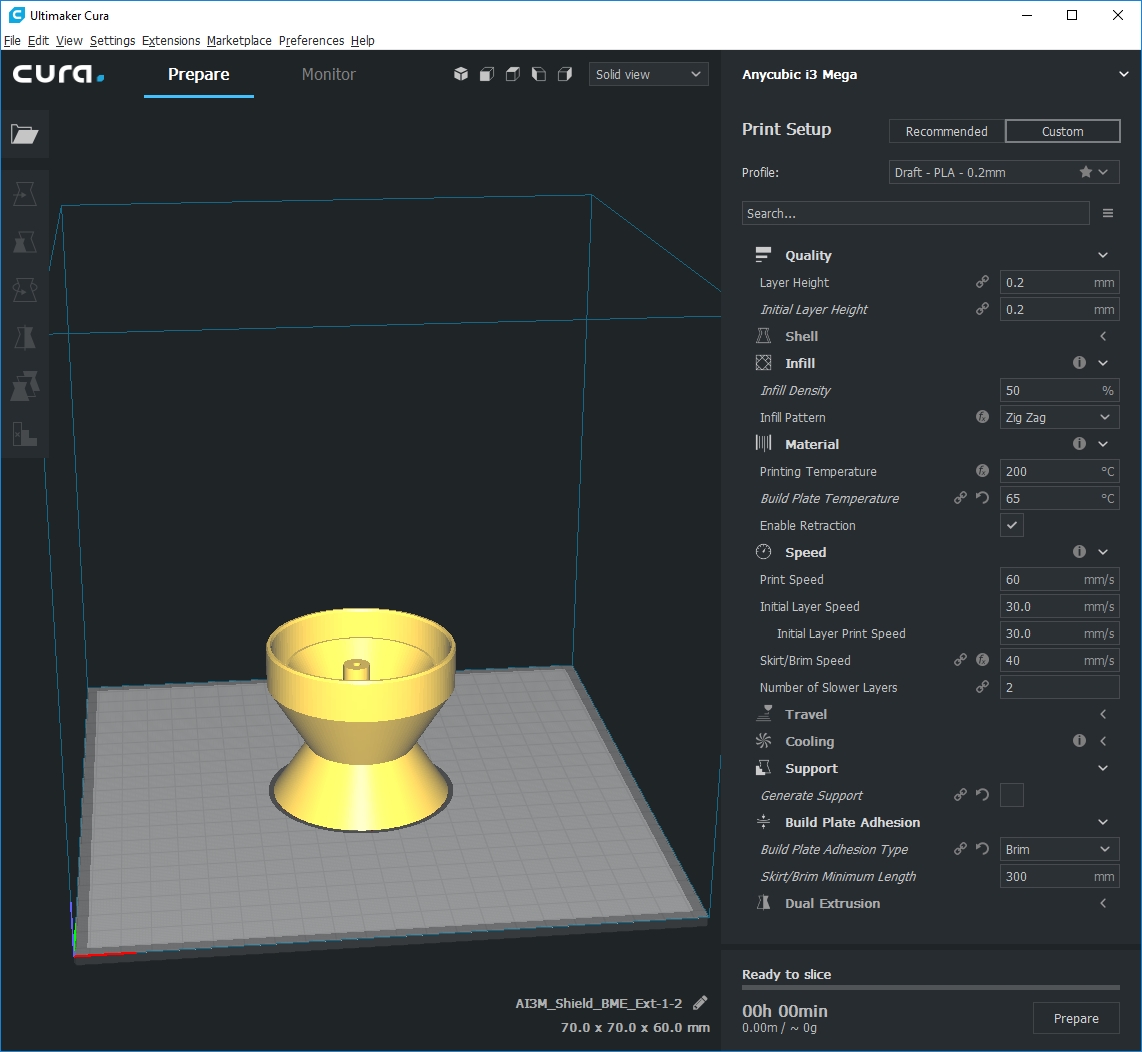 Ultimaker Cura
File Edit View Settings Extensions Marketplace Preferences Help
cura.
Prepare
Monitor
Solid view
Anycubic i3 Mega
Print Setup
Recommended
Custom
Profile:
Draft - PLA - 0.2mm
Search...
Quality
Layer Height 0.2 mm
Initial Layer Height 0.2 mm
Shell
Infill
Infill Density 50 %
Infill Pattern Zig Zag
Material
Printing Temperature 200 °C
Build Plate Temperature 65 °C
Enable Retraction
Speed
Print Speed 60 mm/s
Initial Layer Speed 30.0 mm/s
Initial Layer Print Speed 30.0 mm/s
Skirt/Brim Speed 40 mm/s
Number of Slower Layers 2
Travel
Cooling
Support
Generate Support
Build Plate Adhesion
Build Plate Adhesion Type Brim
Skirt/Brim Minimum Length 300 mm
Dual Extrusion
AI3M_Shield_BME_Ext-1-2
70.0 x 70.0 x 60.0 mm
Ready to slice
00h 00min
0.00m / ~ 0g
Prepare